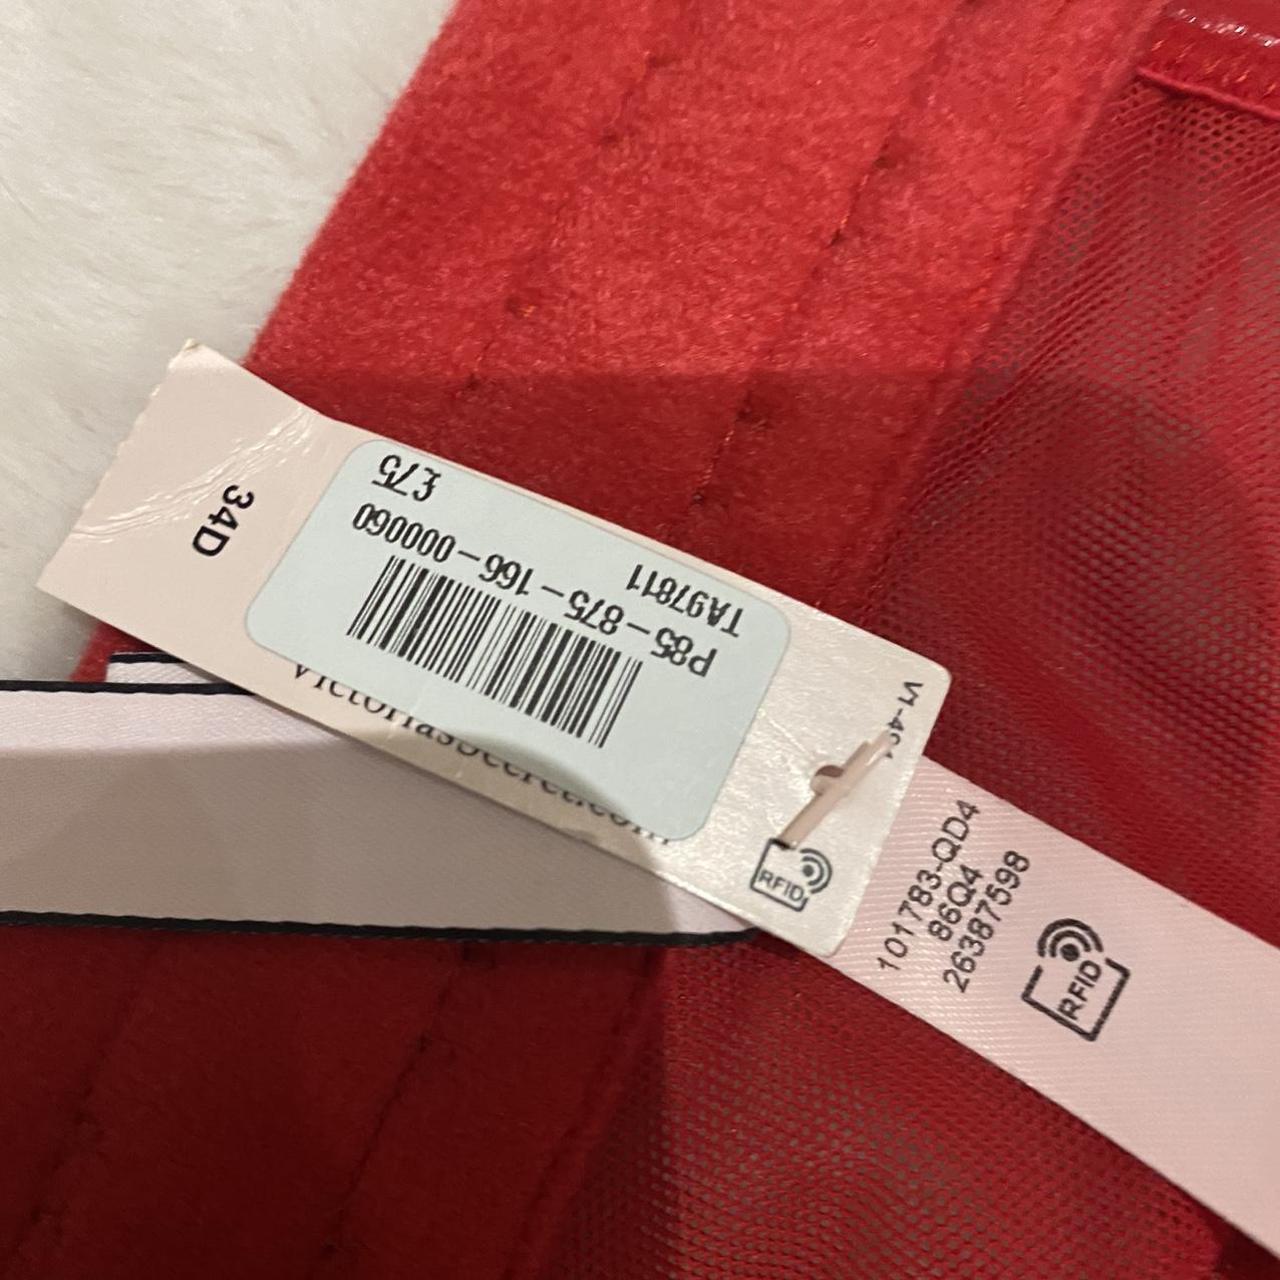 34D
TA97811
P85-875-166-000060
£75
VictoriasSecret.com
RFID
101783-QD4
86Q4
26387598
RFID